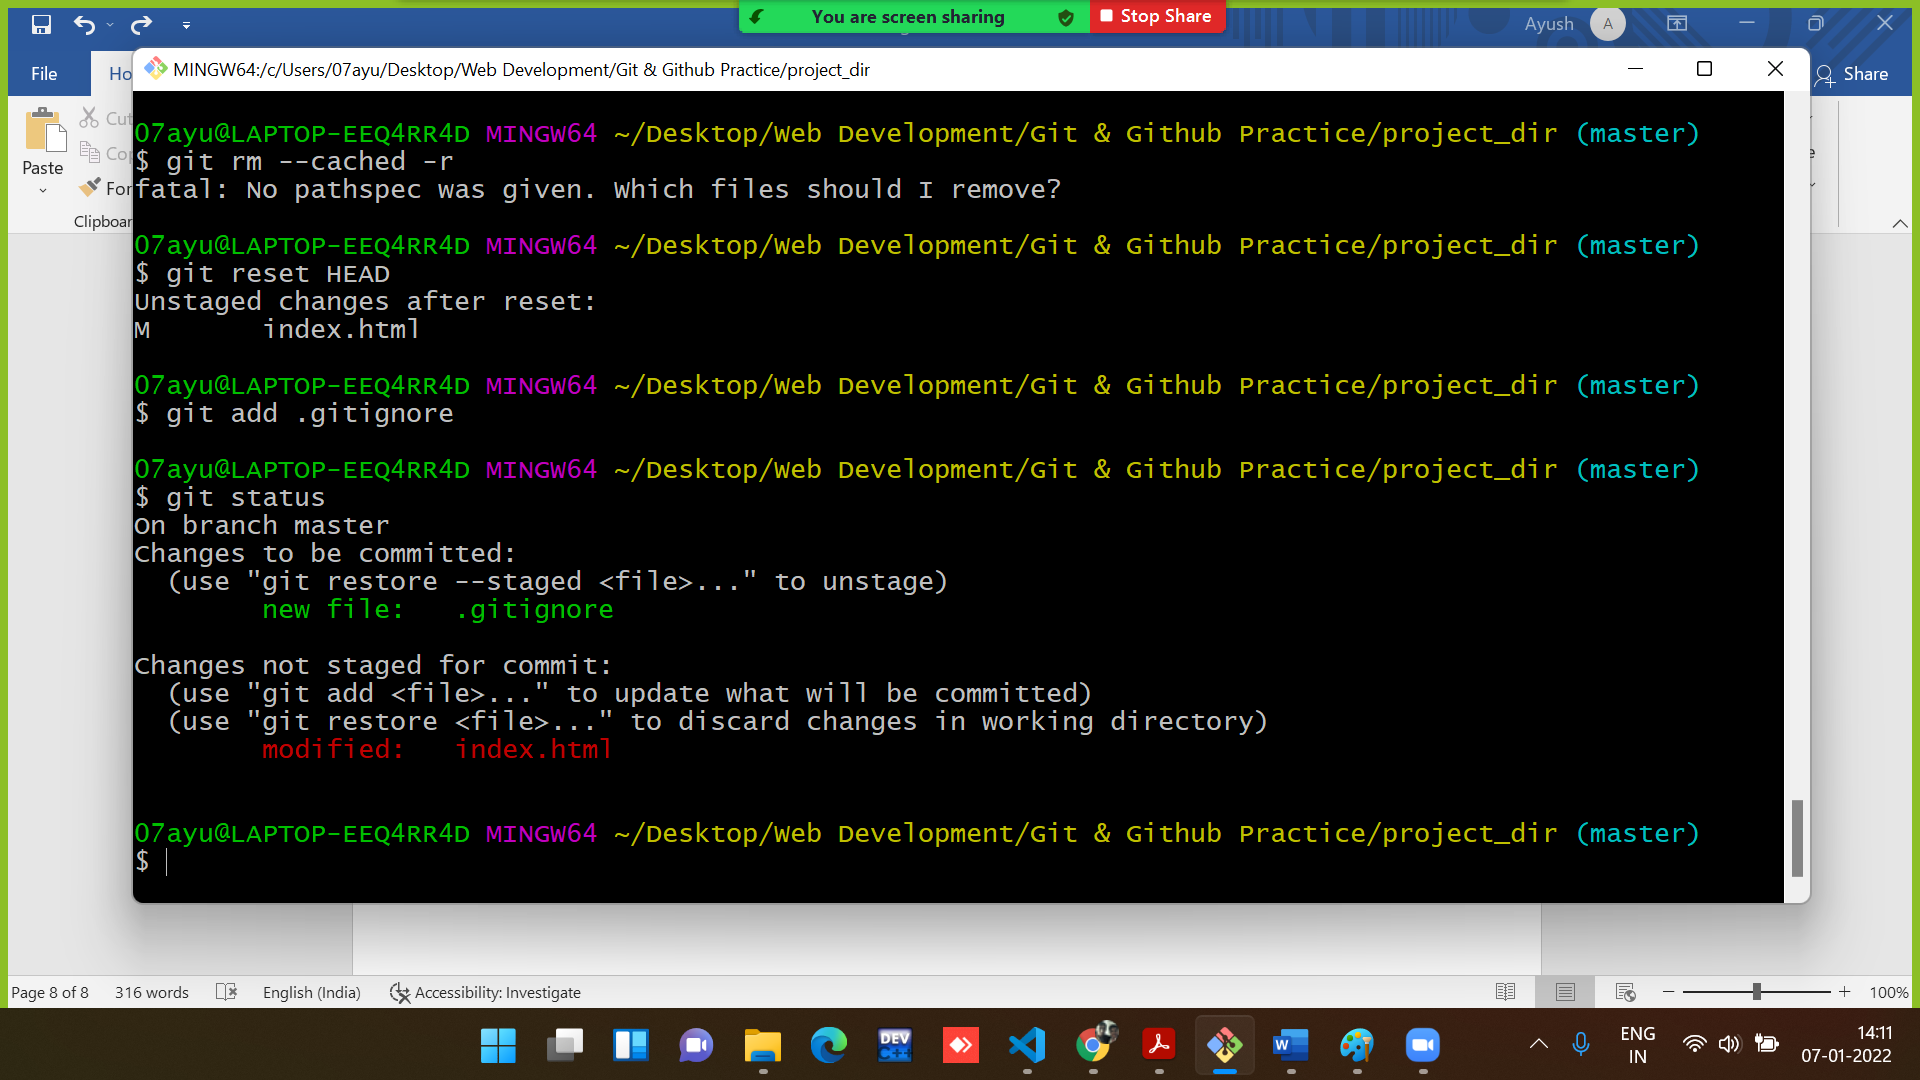 You are screen sharing
Stop Share
Ayush
A
File
Ho
MINGW64:/c/Users/07ayu/Desktop/Web Development/Git & Github Practice/project_dir
Share
Paste
Cut
Cop
For
Clipboar
07ayu@LAPTOP-EEQ4RR4D MINGW64 ~/Desktop/Web Development/Git & Github Practice/project_dir (master)
$ git rm --cached -r
fatal: No pathspec was given. Which files should I remove?
07ayu@LAPTOP-EEQ4RR4D MINGW64 ~/Desktop/Web Development/Git & Github Practice/project_dir (master)
$ git reset HEAD
Unstaged changes after reset:
M       index.html
07ayu@LAPTOP-EEQ4RR4D MINGW64 ~/Desktop/Web Development/Git & Github Practice/project_dir (master)
$ git add .gitignore
07ayu@LAPTOP-EEQ4RR4D MINGW64 ~/Desktop/Web Development/Git & Github Practice/project_dir (master)
$ git status
On branch master
Changes to be committed:
  (use "git restore --staged <file>..." to unstage)
        new file:   .gitignore
Changes not staged for commit:
  (use "git add <file>..." to update what will be committed)
  (use "git restore <file>..." to discard changes in working directory)
        modified:   index.html
07ayu@LAPTOP-EEQ4RR4D MINGW64 ~/Desktop/Web Development/Git & Github Practice/project_dir (master)
$
Page 8 of 8
316 words
English (India)
Accessibility: Investigate
100%
DEV
C++
W
ENG
IN
14:11
07-01-2022